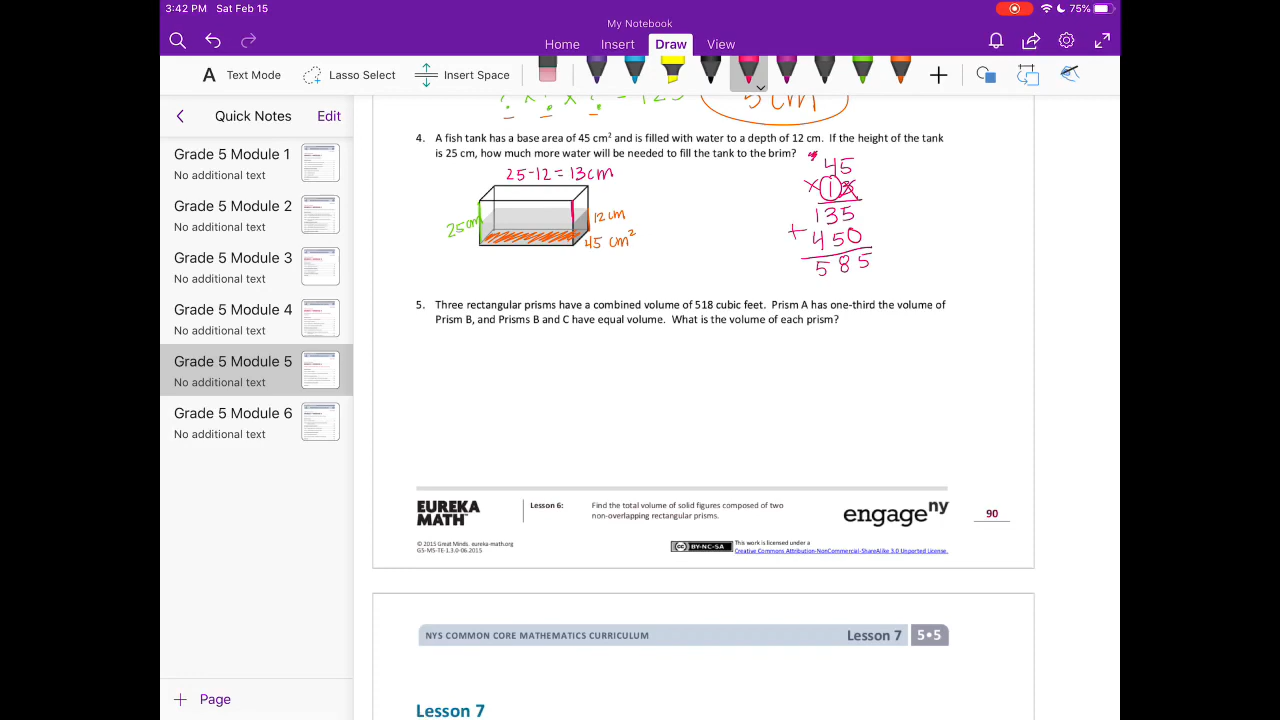 3:42 PM Sat Feb 15
75%
My Notebook
Home Insert Draw View
Text Mode Lasso Select Insert Space
Quick Notes Edit
Grade 5 Module 1
No additional text
Grade 5 Module 2
No additional text
Grade 5 Module 3
No additional text
Grade 5 Module 4
No additional text
Grade 5 Module 5
No additional text
Grade 5 Module 6
No additional text
Page
5 cm
4. A fish tank has a base area of 45 cm² and is filled with water to a depth of 12 cm. If the height of the tank
is 25 cm, how much more water will be needed to fill the tank to the brim?
25-12 = 13cm
25cm
12cm
45 cm²
45
× 13
135
+ 450
585
5. Three rectangular prisms have a combined volume of 518 cubic Prism A has one-third the volume of
Prism B, and Prisms B and C have equal volume. What is the volume of each prism?
EUREKA
MATH™
Lesson 6: Find the total volume of solid figures composed of two
non-overlapping rectangular prisms.
engageny
90
© 2015 Great Minds. eureka-math.org
G5-M5-TE-1.3.0-06.2015
CC BY-NC-SA
This work is licensed under a
Creative Commons Attribution-NonCommercial-ShareAlike 3.0 Unported License.
NYS COMMON CORE MATHEMATICS CURRICULUM Lesson 7 5•5
Lesson 7